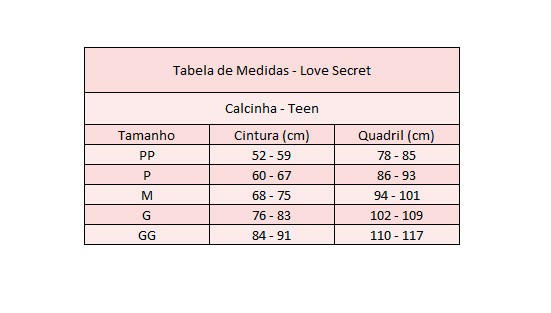 Tabela de Medidas - Love Secret
Calcinha - Teen
Tamanho Cintura (cm) Quadril (cm)
PP 52 - 59 78 - 85
P 60 - 67 86 - 93
M 68 - 75 94 - 101
G 76 - 83 102 - 109
GG 84 - 91 110 - 117